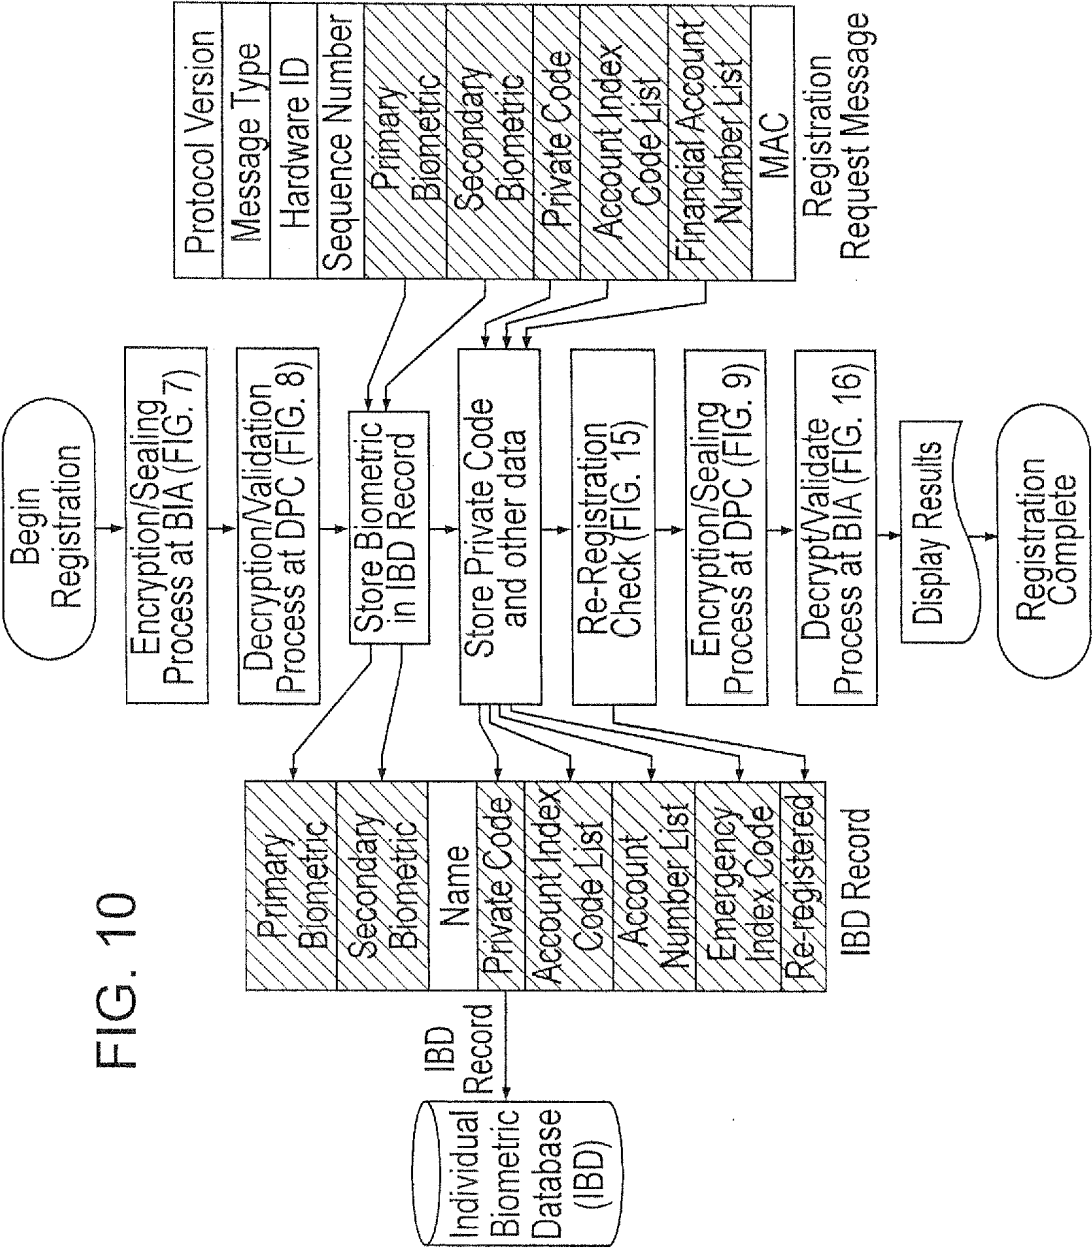 FIG. 10
Begin
Registration
Encryption/Sealing
Process at BIA (FIG. 7)
Decryption/Validation
Process at DPC (FIG. 8)
Store Biometric
in IBD Record
Store Private Code
and other data
Re-Registration
Check (FIG. 15)
Encryption/Sealing
Process at DPC (FIG. 9)
Decrypt/Validate
Process at BIA (FIG. 16)
Display Results
Registration
Complete
Protocol Version
Message Type
Hardware ID
Sequence Number
Primary
Biometric
Secondary
Biometric
Private Code
Account Index
Code List
Financial Account
Number List
MAC
Registration
Request Message
Primary
Biometric
Secondary
Biometric
Name
Private Code
Account Index
Code List
Account
Number List
Emergency
Index Code
Re-registered
IBD Record
IBD
Record
Individual
Biometric
Database
(IBD)